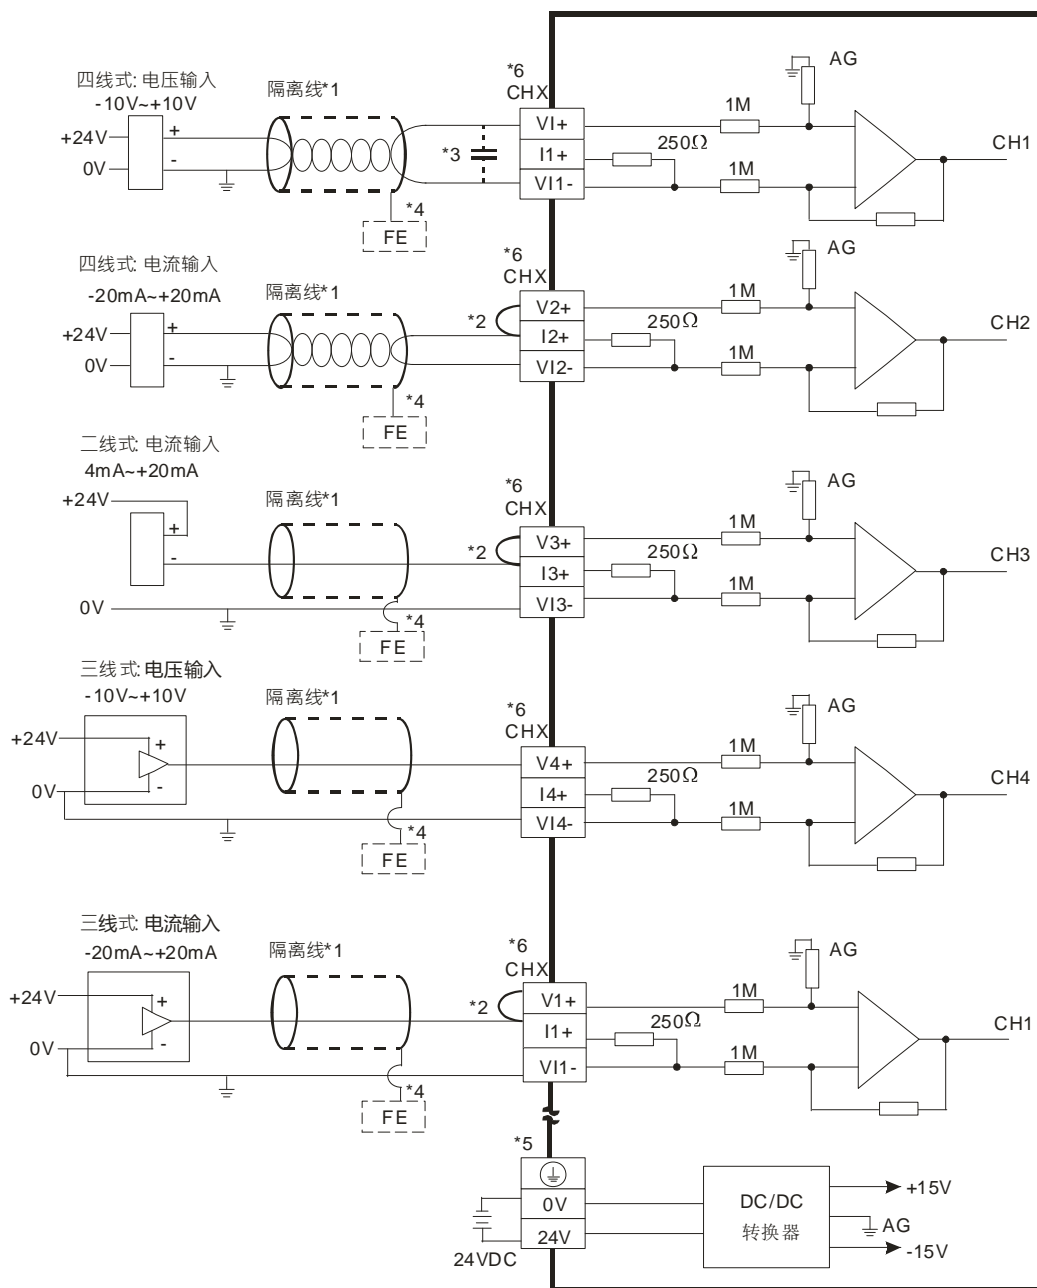 四线式: 电压输入
-10V~+10V
隔离线*1
*6
CHX
AG
+24V
+
0V
-
*3
VI+
I1+
VI1-
1M
250Ω
1M
CH1
*4
FE
四线式: 电流输入
-20mA~+20mA
隔离线*1
*6
CHX
AG
+24V
+
0V
-
*2
V2+
I2+
VI2-
1M
250Ω
1M
CH2
*4
FE
二线式: 电流输入
4mA~+20mA
+24V
隔离线*1
*6
CHX
AG
+
-
*2
V3+
I3+
VI3-
1M
250Ω
1M
CH3
0V
*4
FE
三线式: 电压输入
-10V~+10V
隔离线*1
*6
CHX
AG
+24V
+
0V
-
V4+
I4+
VI4-
1M
250Ω
1M
CH4
*4
FE
三线式: 电流输入
-20mA~+20mA
隔离线*1
*6
CHX
AG
+24V
+
0V
-
*2
V1+
I1+
VI1-
1M
250Ω
1M
CH1
*4
FE
*5
0V
24V
24VDC
DC/DC
转换器
+15V
AG
-15V